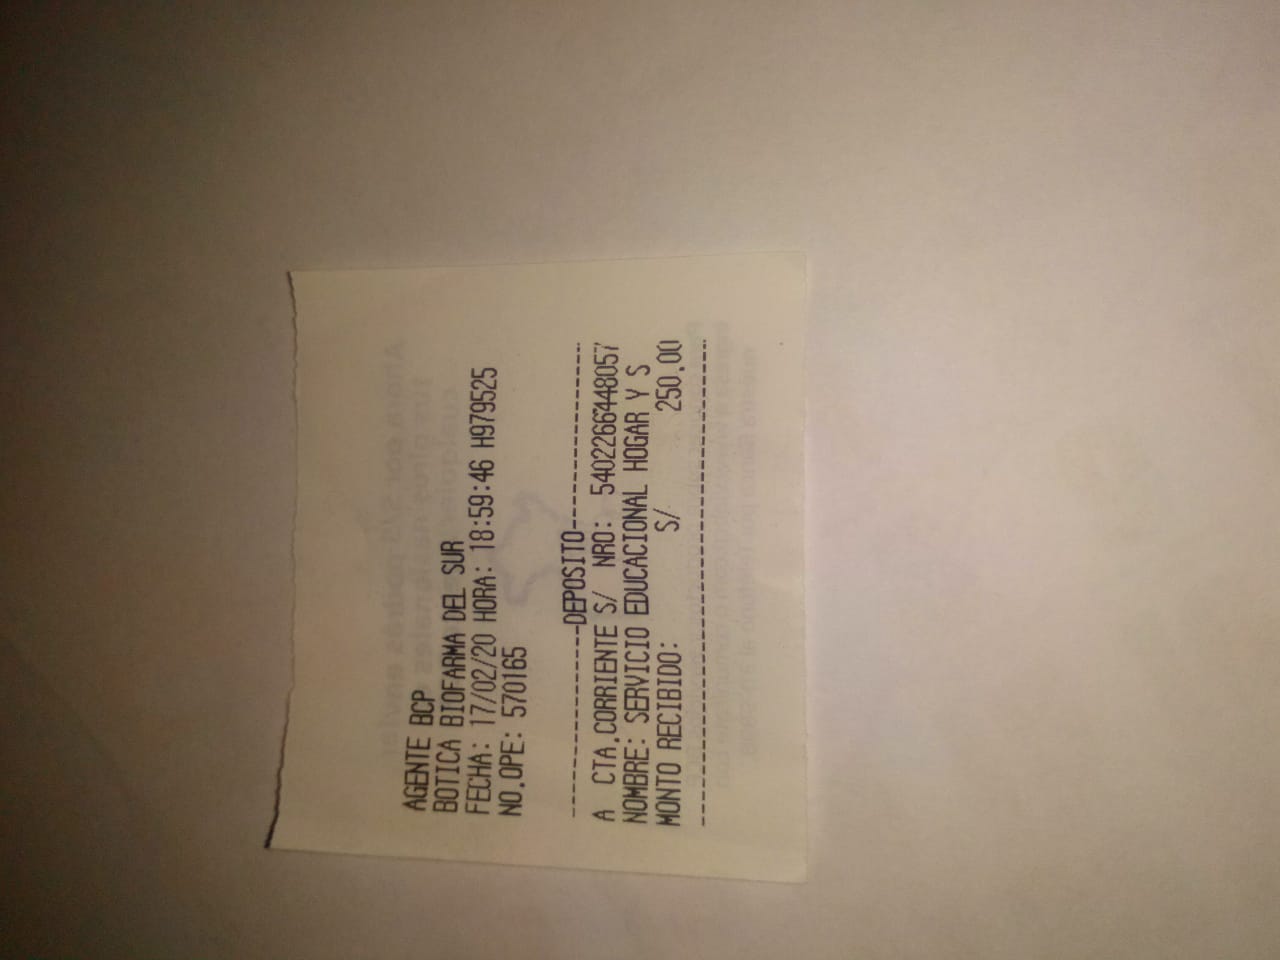 AGENTE BCP
BOTICA BIOFARMA DEL SUR
FECHA: 17/02/20 HORA: 18:59:46 H979525
NO.OPE: 570165
------------------DEPOSITO------------------
A CTA.CORRIENTE S/ NRO: 5402266448057
NOMBRE: SERVICIO EDUCACIONAL HOGAR Y S
MONTO RECIBIDO: S/ 250.00